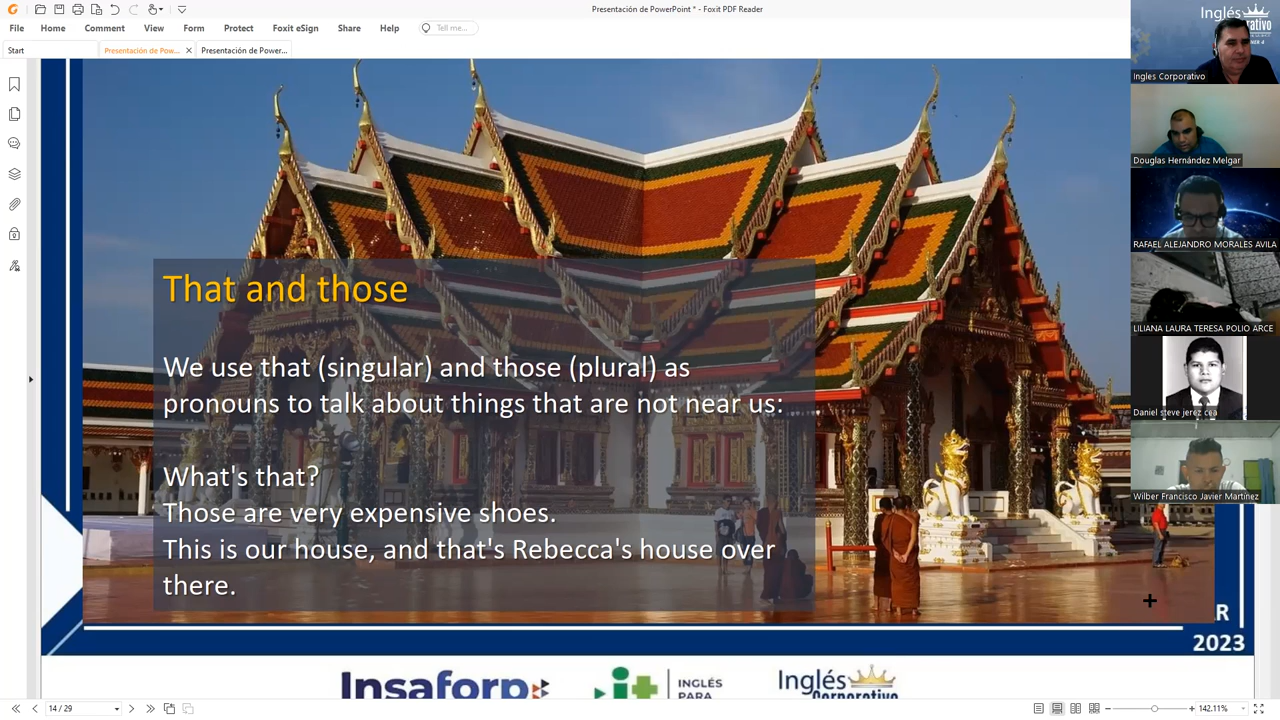 Presentación de PowerPoint * - Foxit PDF Reader
File Home Comment View Form Protect Foxit eSign Share Help Tell me...
Start Presentación de Pow... Presentación de Power...
That and those
We use that (singular) and those (plural) as
pronouns to talk about things that are not near us:
What's that?
Those are very expensive shoes.
This is our house, and that's Rebecca's house over
there.
2023
Insaforp
INGLÉS
PARA
Inglés
Corporativo
14 / 29
142.11%
Inglés
Ingles Corporativo
Douglas Hernández Melgar
RAFAEL ALEJANDRO MORALES AVILA
LILIANA LAURA TERESA POLIO ARCE
Daniel steve jerez cea
Wilber Francisco Javier Martínez